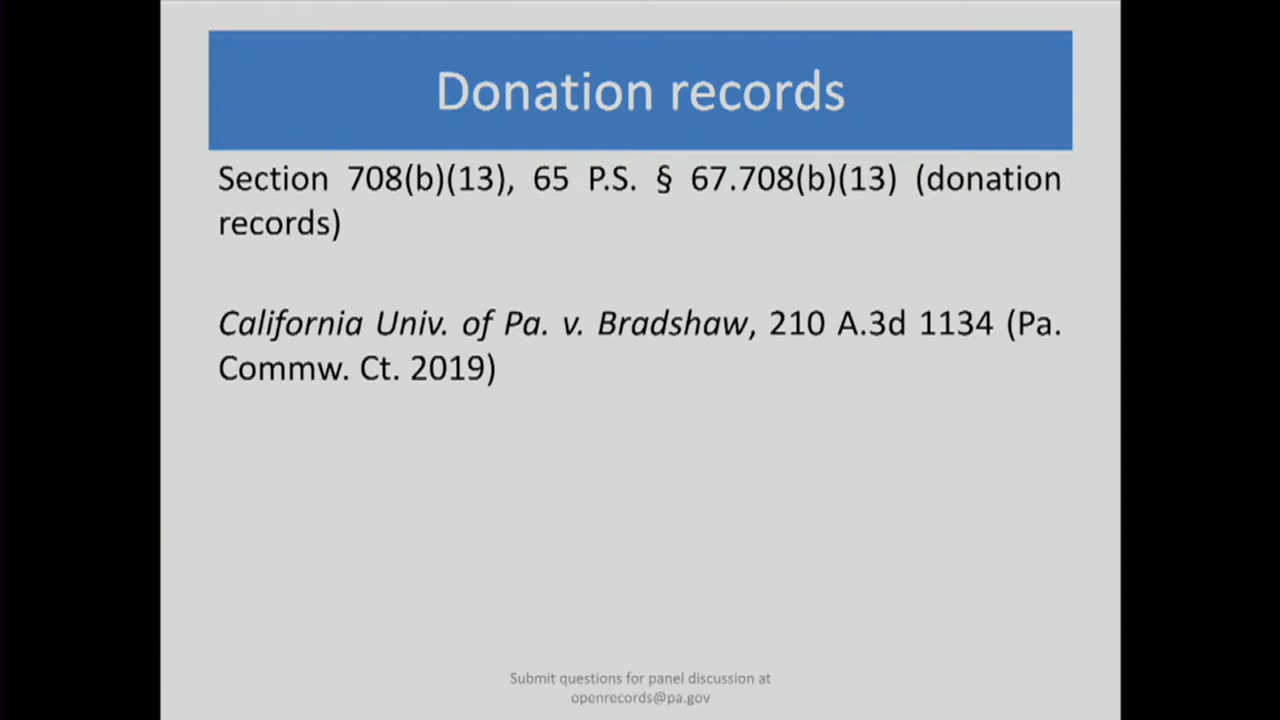 Donation records
Section 708(b)(13), 65 P.S. § 67.708(b)(13) (donation
records)
California Univ. of Pa. v. Bradshaw, 210 A.3d 1134 (Pa.
Commw. Ct. 2019)
Submit questions for panel discussion at
openrecords@pa.gov